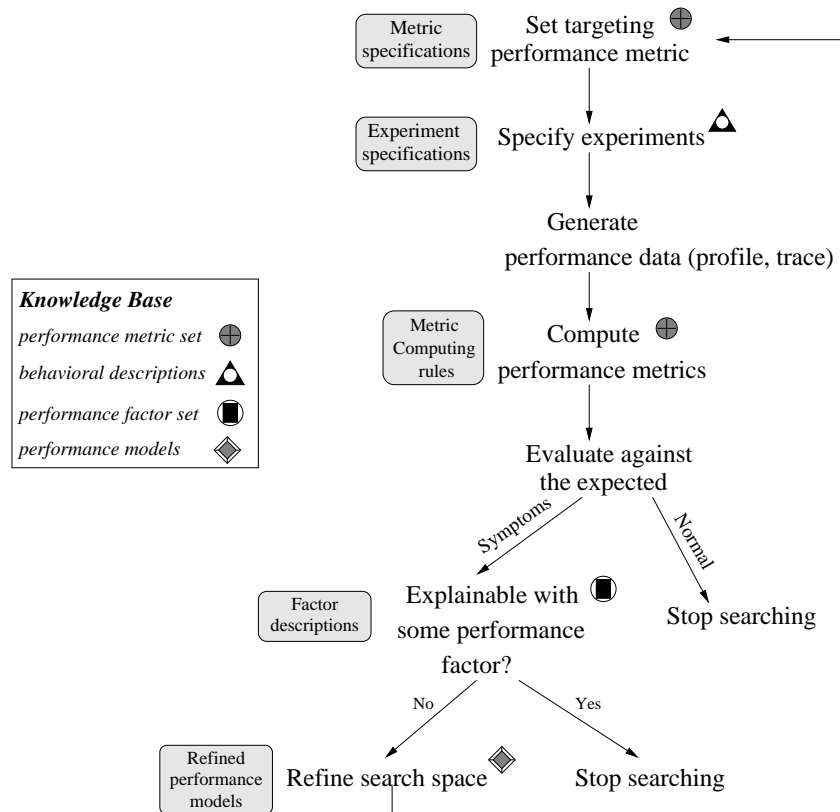 Metric
specifications
Set targeting
performance metric
Experiment
specifications
Specify experiments
Generate
performance data (profile, trace)
Knowledge Base
performance metric set
behavioral descriptions
performance factor set
performance models
Metric
Computing
rules
Compute
performance metrics
Evaluate against
the expected
Symptoms
Normal
Factor
descriptions
Explainable with
some performance
factor?
Stop searching
No
Yes
Refined
performance
models
Refine search space
Stop searching